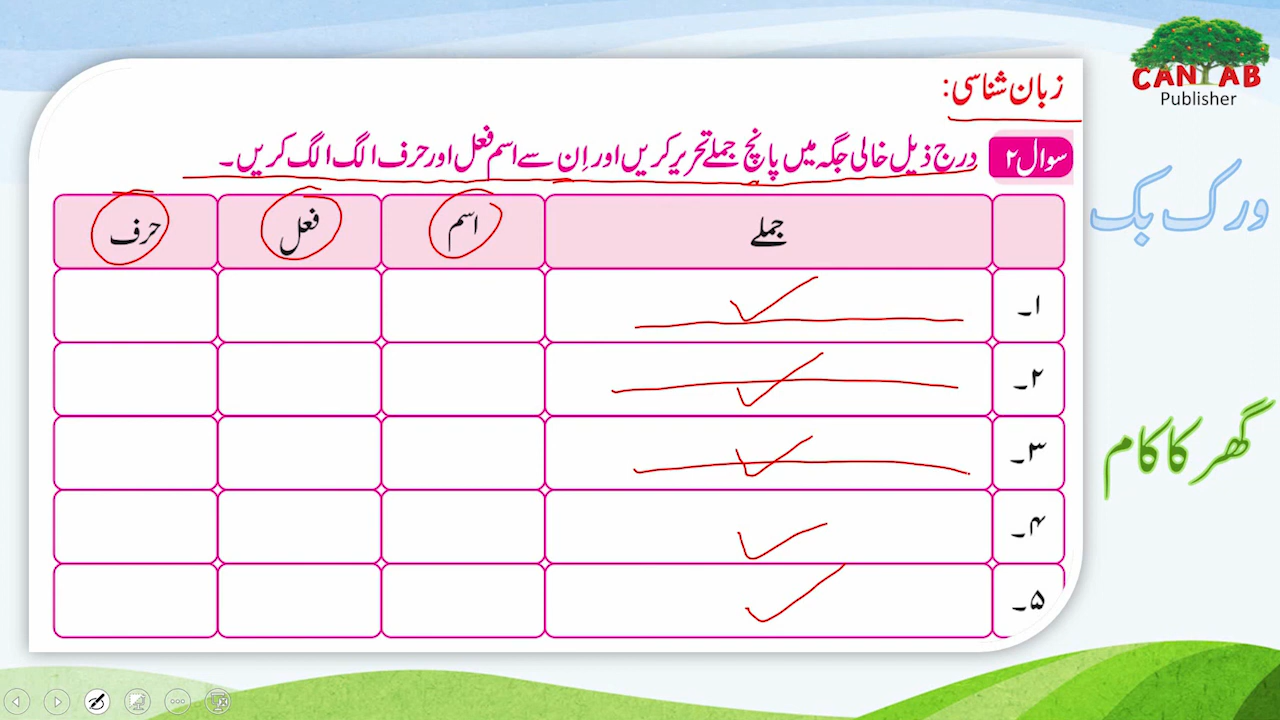 CANTAB
Publisher
زبان شناسی:
سوال ۲ درج ذیل خالی جگہ میں پانچ جملے تحریر کریں اور اِن سے اسم فعل اور حرف الگ الگ کریں۔
جملے اسم فعل حرف
۱۔
۲۔
۳۔
۴۔
۵۔
ورک بک
گھر کا کام